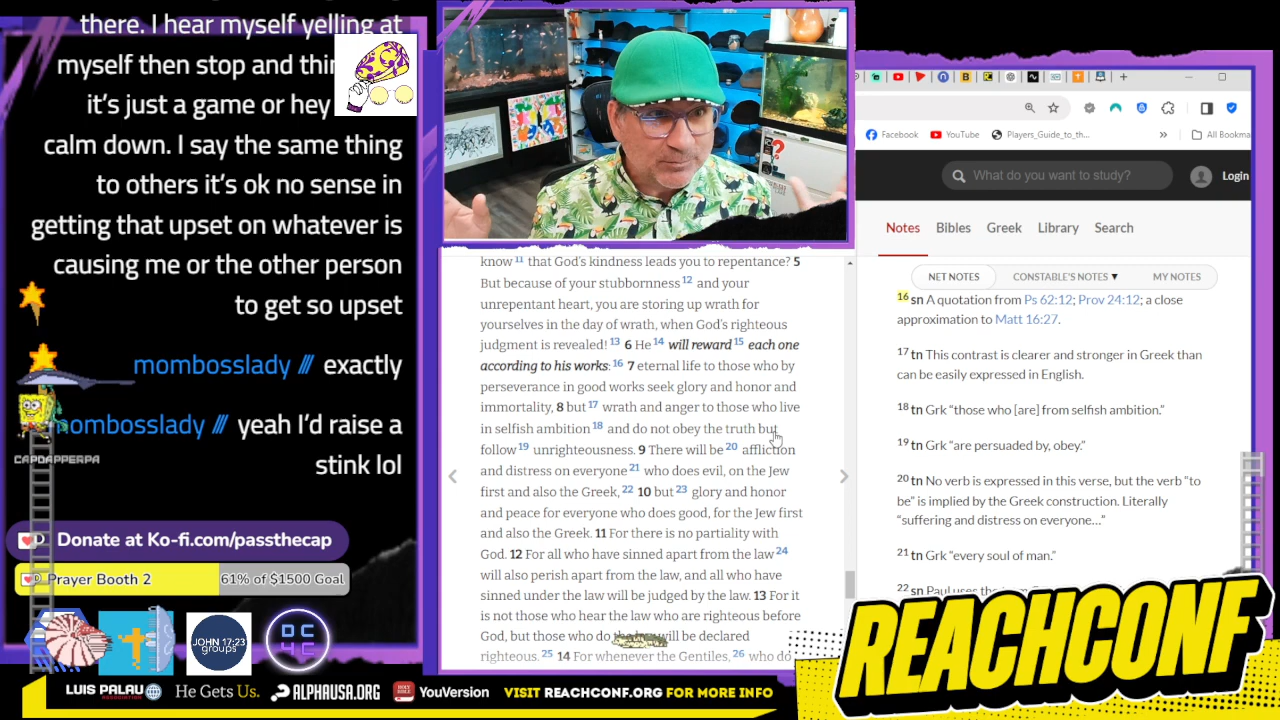 there. I hear myself yelling at
myself then stop and
it's just a game or hey
calm down. I say the same thing
to others it's ok no sense in
getting that upset on whatever is
causing me or the other person
to get so upset
mombosslady /// exactly
mombosslady /// yeah I'd raise a
stink lol
CAPDAPPERPA
Donate at Ko-fi.com/passthecap
Prayer Booth 2 61% of $1500 Goal
JOHN 17:23
groups
DC
4C
know 11 that God's kindness leads you to repentance? 5
But because of your stubbornness 12 and your
unrepentant heart, you are storing up wrath for
yourselves in the day of wrath, when God's righteous
judgment is revealed! 13 6 He 14 will reward 15 each one
according to his works: 16 7 eternal life to those who by
perseverance in good works seek glory and honor and
immortality, 8 but 17 wrath and anger to those who live
in selfish ambition 18 and do not obey the truth but
follow 19 unrighteousness. 9 There will be 20 affliction
and distress on everyone 21 who does evil, on the Jew
first and also the Greek, 22 10 but 23 glory and honor
and peace for everyone who does good, for the Jew first
and also the Greek. 11 For there is no partiality with
God. 12 For all who have sinned apart from the law 24
will also perish apart from the law, and all who have
sinned under the law will be judged by the law. 13 For it
is not those who hear the law who are righteous before
God, but those who do the law will be declared
righteous. 25 14 For whenever the Gentiles, 26 who do
Facebook YouTube Players_Guide_to_th... » All Bookma
What do you want to study? Login
Notes Bibles Greek Library Search
NET NOTES CONSTABLE'S NOTES ▼ MY NOTES
16 sn A quotation from Ps 62:12; Prov 24:12; a close
approximation to Matt 16:27.
17 tn This contrast is clearer and stronger in Greek than
can be easily expressed in English.
18 tn Grk "those who [are] from selfish ambition."
19 tn Grk "are persuaded by, obey."
20 tn No verb is expressed in this verse, but the verb "to
be" is implied by the Greek construction. Literally
"suffering and distress on everyone…"
21 tn Grk "every soul of man."
22 sn Paul uses
REACHCONF
LUIS PALAU He Gets Us. ALPHAUSA.ORG HOLY BIBLE YouVersion VISIT REACHCONF.ORG FOR MORE INFO